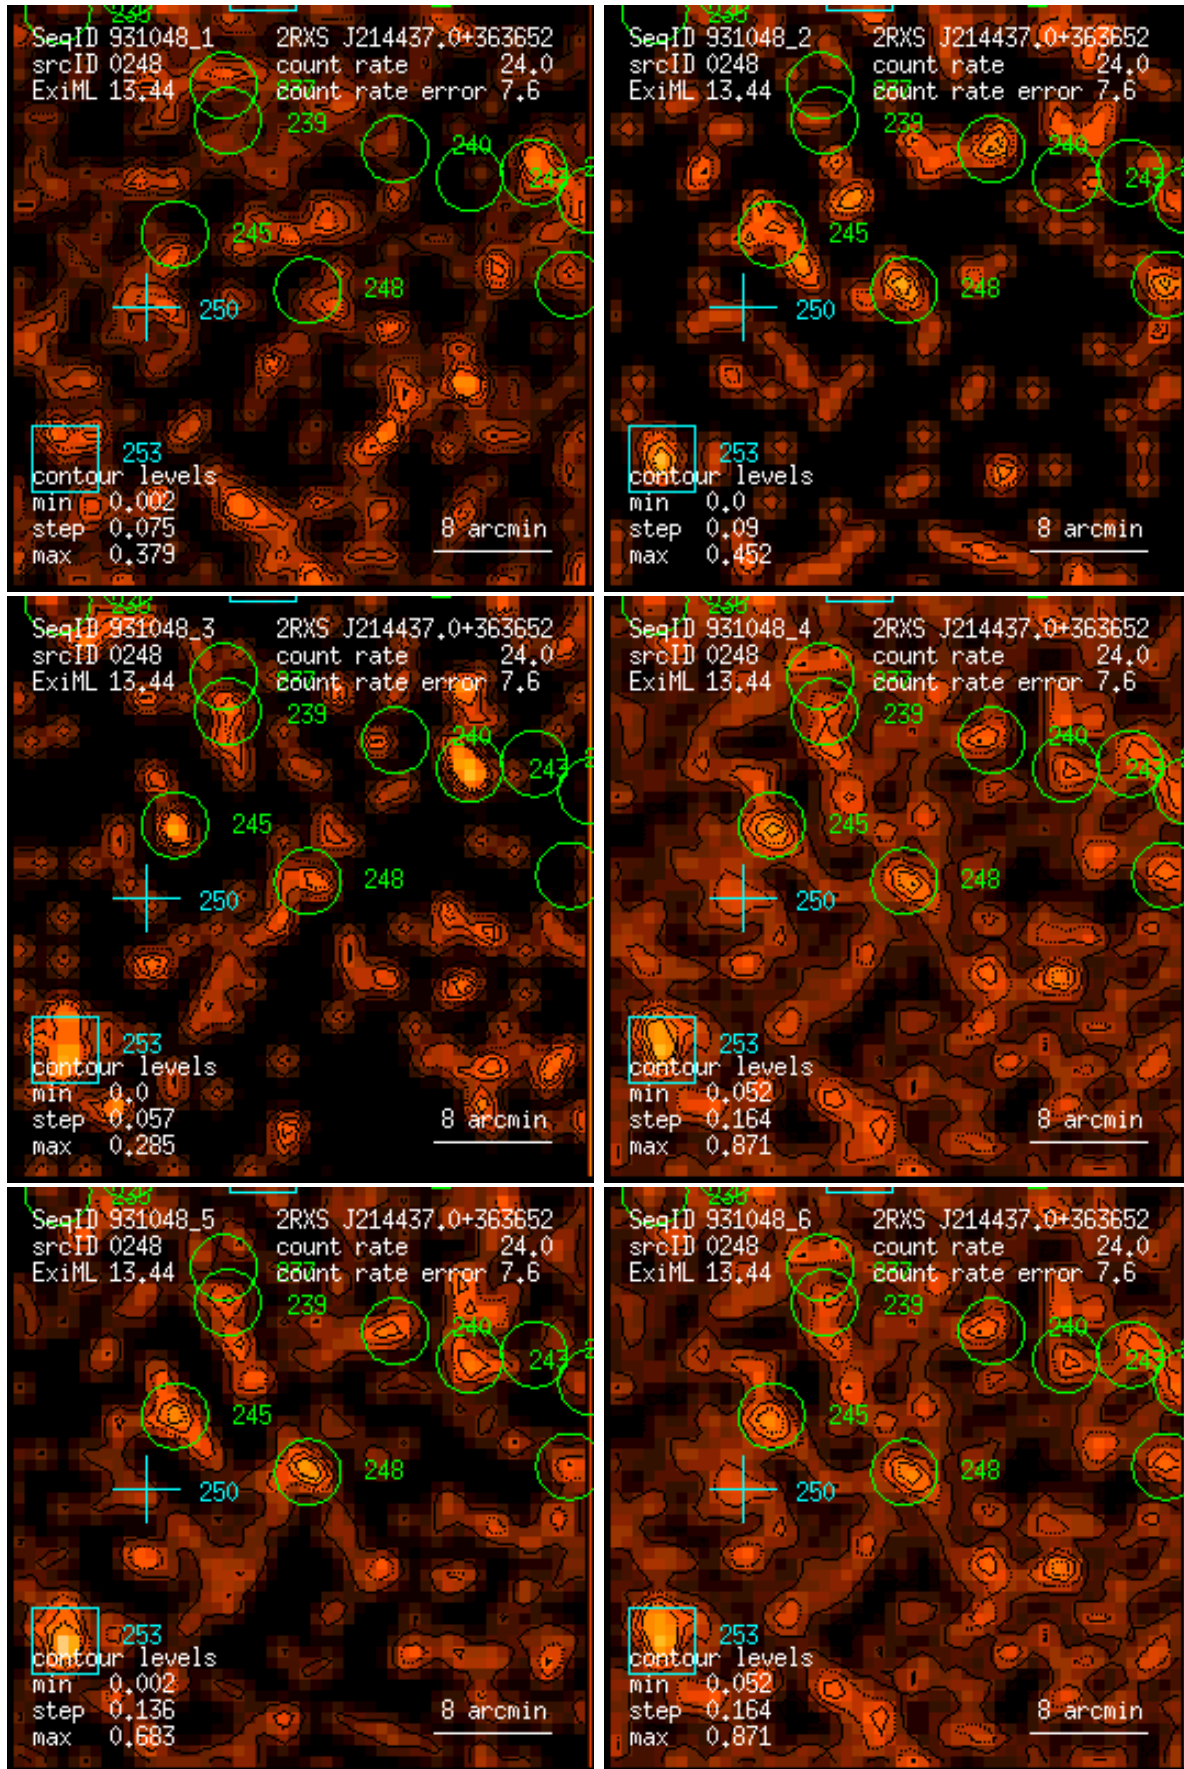 235
SeqID 931048_1 2RXS J214437.0+363652
srcID 0248 count rate 24.0
ExiML 13.44 count rate error 7.6
239
240
243
245
248
250
253
contour levels
min 0.002
step 0.075
max 0.379
8 arcmin
235
SeqID 931048_2 2RXS J214437.0+363652
srcID 0248 count rate 24.0
ExiML 13.44 count rate error 7.6
239
240
243
245
248
250
253
contour levels
min 0.0
step 0.09
max 0.452
8 arcmin
235
SeqID 931048_3 2RXS J214437.0+363652
srcID 0248 count rate 24.0
ExiML 13.44 count rate error 7.6
239
240
243
245
248
250
253
contour levels
min 0.0
step 0.057
max 0.285
8 arcmin
235
SeqID 931048_4 2RXS J214437.0+363652
srcID 0248 count rate 24.0
ExiML 13.44 count rate error 7.6
239
240
243
245
248
250
253
contour levels
min 0.052
step 0.164
max 0.871
8 arcmin
235
SeqID 931048_5 2RXS J214437.0+363652
srcID 0248 count rate 24.0
ExiML 13.44 count rate error 7.6
239
240
243
245
248
250
253
contour levels
min 0.002
step 0.136
max 0.683
8 arcmin
235
SeqID 931048_6 2RXS J214437.0+363652
srcID 0248 count rate 24.0
ExiML 13.44 count rate error 7.6
239
240
243
245
248
250
253
contour levels
min 0.052
step 0.164
max 0.871
8 arcmin